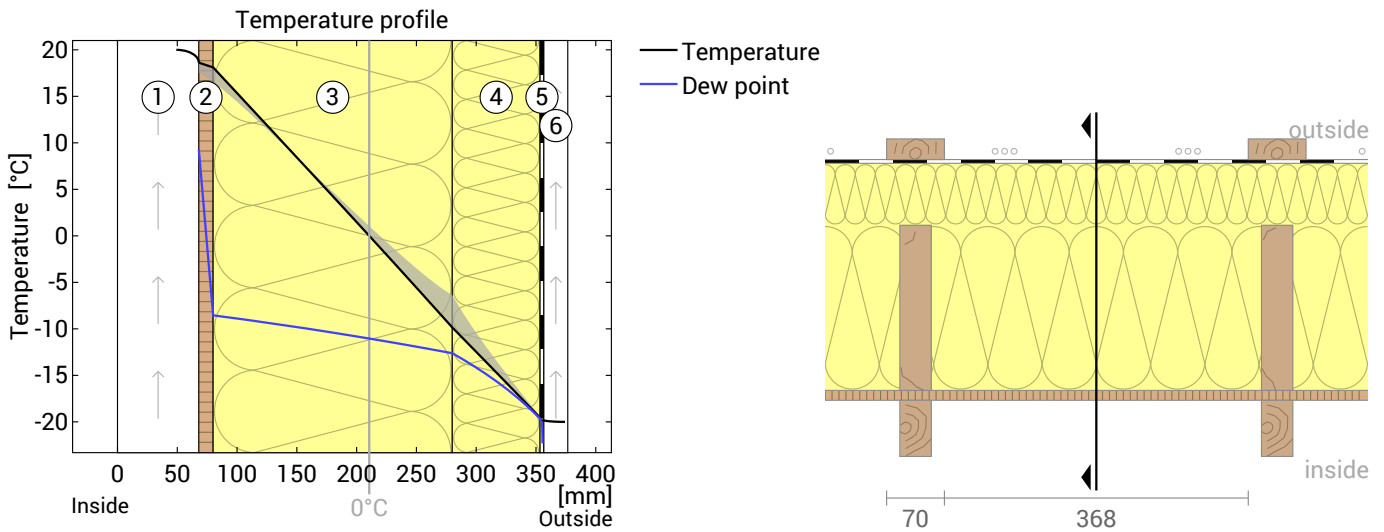 Temperature profile
Temperature [°C]
20
15
10
5
0
-5
-10
-15
-20
1
2
3
4
5
6
0 50 100 150 200 250 300 350 400
[mm]
Inside
0°C
Outside
Temperature
Dew point
outside
inside
70
368